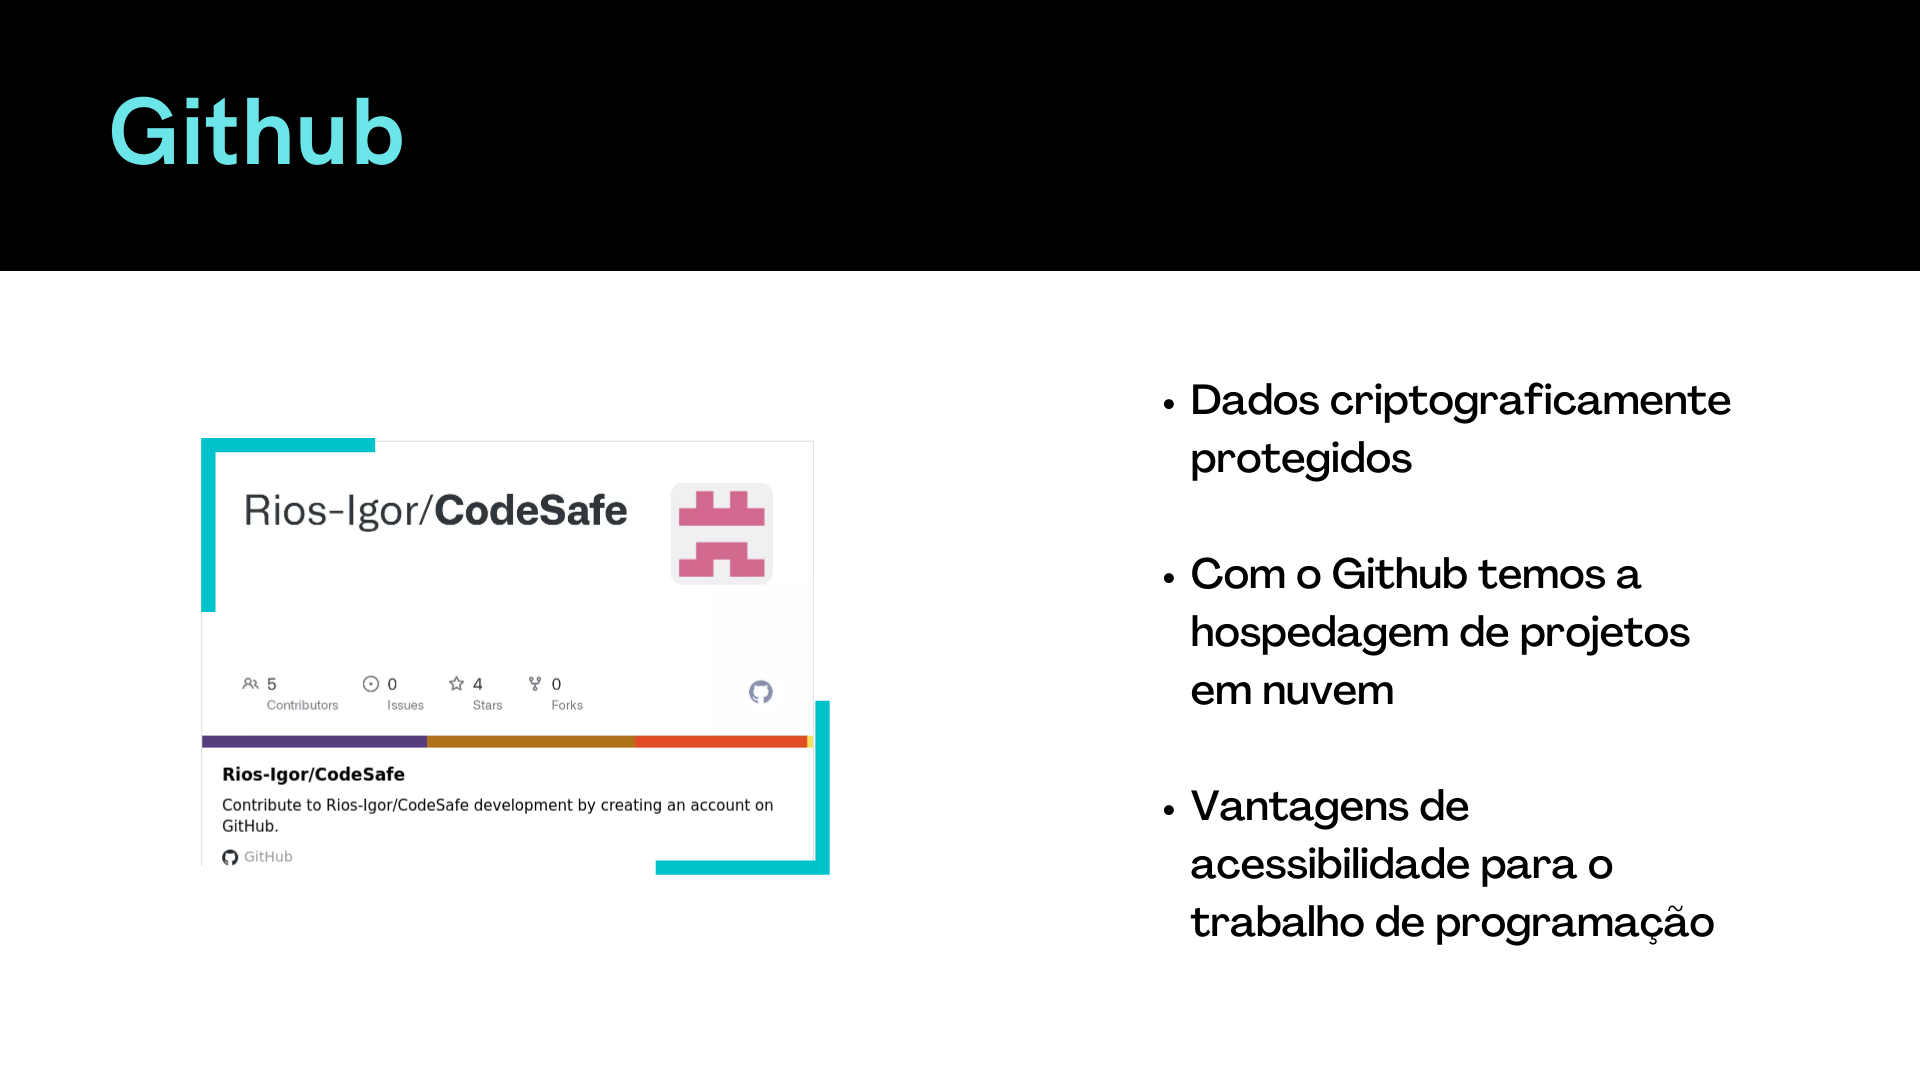 Github
Rios-Igor/CodeSafe
5
Contributors
0
Issues
4
Stars
0
Forks
Rios-Igor/CodeSafe
Contribute to Rios-Igor/CodeSafe development by creating an account on
GitHub.
GitHub
• Dados criptograficamente
protegidos
• Com o Github temos a
hospedagem de projetos
em nuvem
• Vantagens de
acessibilidade para o
trabalho de programação